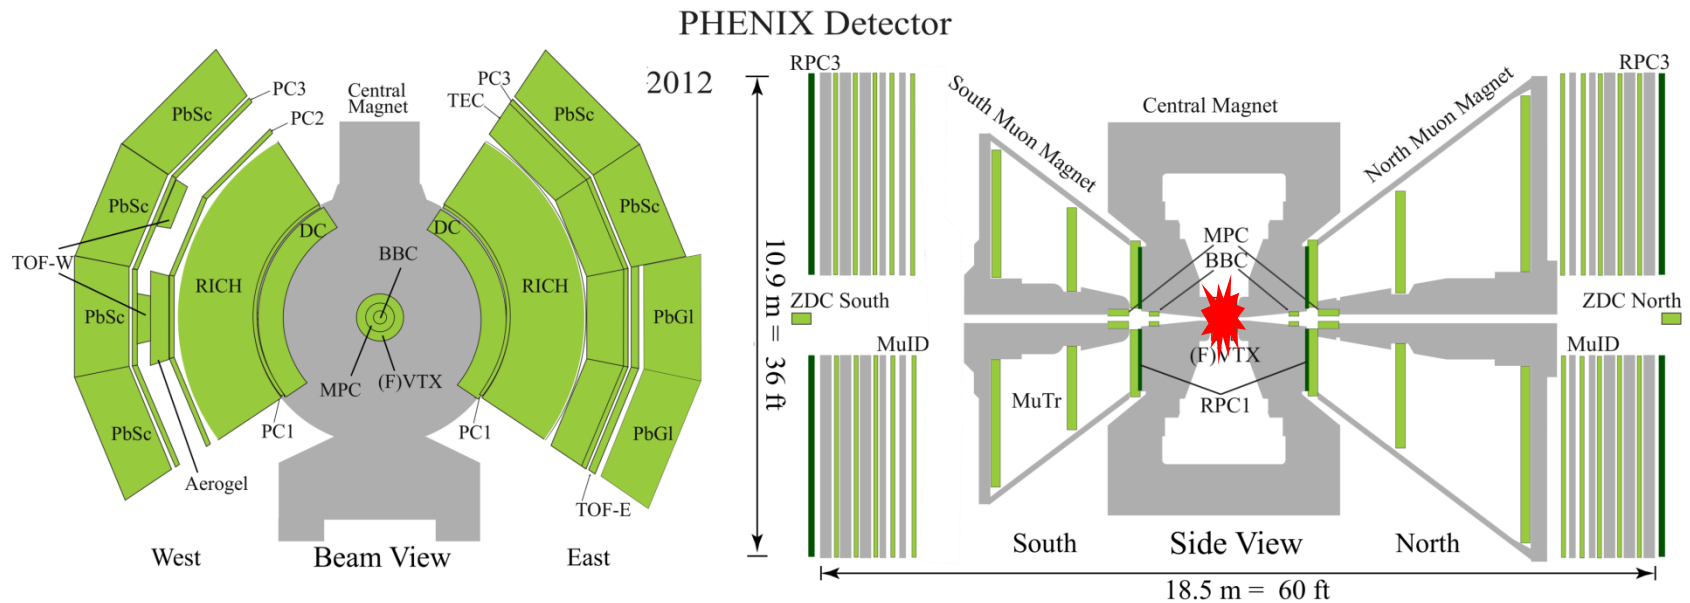 PHENIX Detector
2012
PC3
PbSc
PC2
Central
Magnet
PC3
TEC
PbSc
PbSc
DC
DC
PbSc
TOF-W
BBC
RICH
RICH
PbSc
PbGl
MPC
(F)VTX
PbSc
PC1
PC1
PbGl
Aerogel
TOF-E
West
Beam View
East
RPC3
South Muon Magnet
Central Magnet
North Muon Magnet
RPC3
10.9 m = 36 ft
MPC
BBC
ZDC South
ZDC North
MuID
(F)VTX
MuID
MuTr
RPC1
South
Side View
North
18.5 m = 60 ft